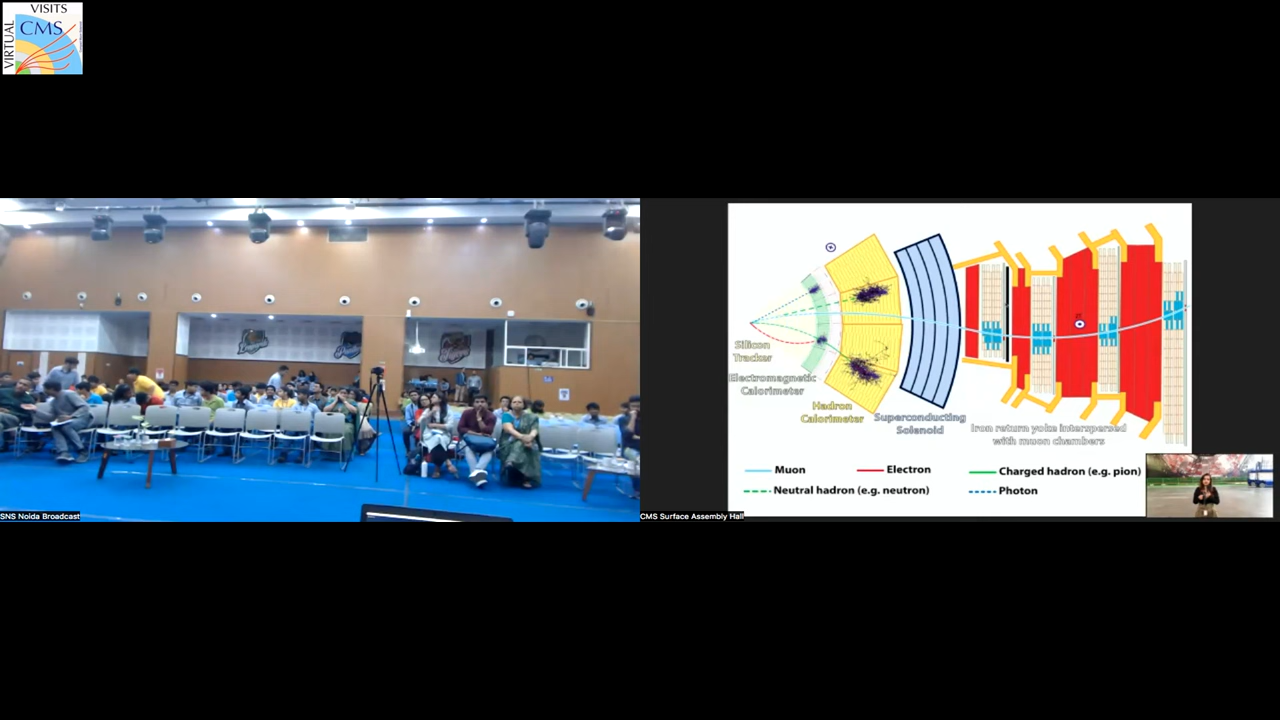 VISITS
CMS
VIRTUAL
SNS Noida Broadcast
Silicon
Tracker
Electromagnetic
Calorimeter
Hadron
Calorimeter
Superconducting
Solenoid
Iron return yoke interspersed
with muon chambers
Muon
Electron
Charged hadron (e.g. pion)
Neutral hadron (e.g. neutron)
Photon
CMS Surface Assembly Hall